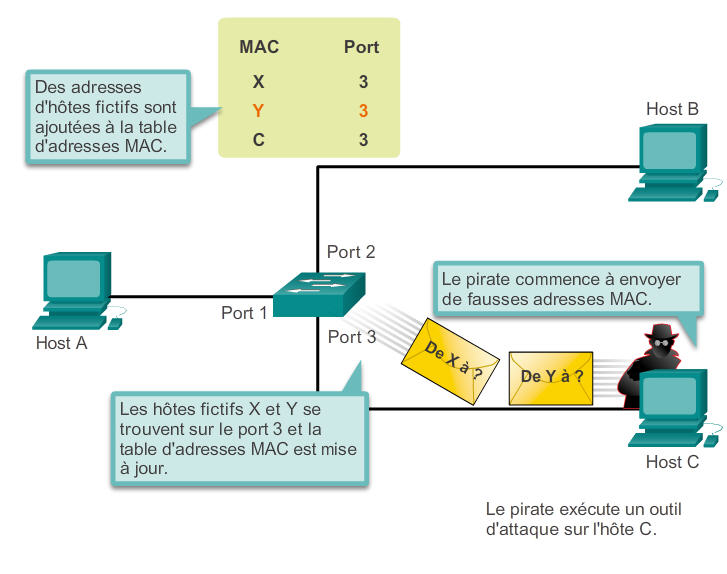 MAC Port
X 3
Y 3
C 3
Des adresses
d'hôtes fictifs sont
ajoutées à la table
d'adresses MAC.
Host B
Port 2
Le pirate commence à envoyer
de fausses adresses MAC.
Port 1
Port 3
Host A
De X à ?
De Y à ?
Les hôtes fictifs X et Y se
trouvent sur le port 3 et la
table d'adresses MAC est mise
à jour.
Host C
Le pirate exécute un outil
d'attaque sur l'hôte C.